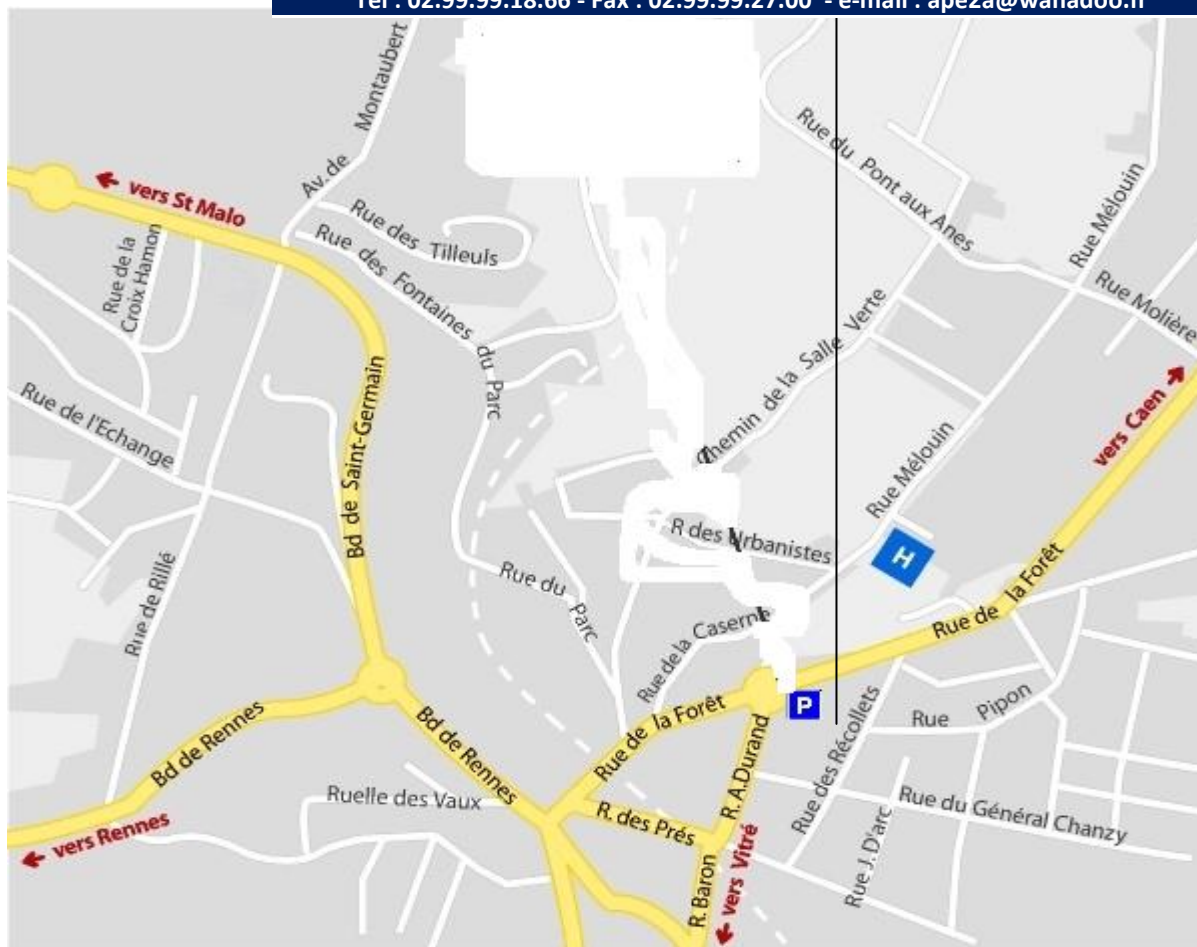 Tél : 02.99.99.18.66 - Fax : 02.99.99.27.00 - e-mail : apeza@wanadoo.fr
Av. de Montaubert
Rue du Pont aux Anes
Rue Mélouin
vers St Malo
Rue des Tilleuls
Rue des Fontaines du Parc
Rue de la
Croix Hamon
Rue Molière
Chemin de la Salle Verte
vers Caen
Rue de l'Echange
Bd de Saint-Germain
Rue Mélouin
R des Urbanistes
H
Rue de Rillé
Rue du Parc
Rue de la Caserne
Rue de la Forêt
P
Bd de Rennes
Bd de Rennes
Rue de la Forêt
R. A.Durand
Rue des Récollets
Rue Pipon
Ruelle des Vaux
R. des Prés
Rue du Général Chanzy
vers Rennes
R. Baron
vers Vitré
Rue J. D'arc